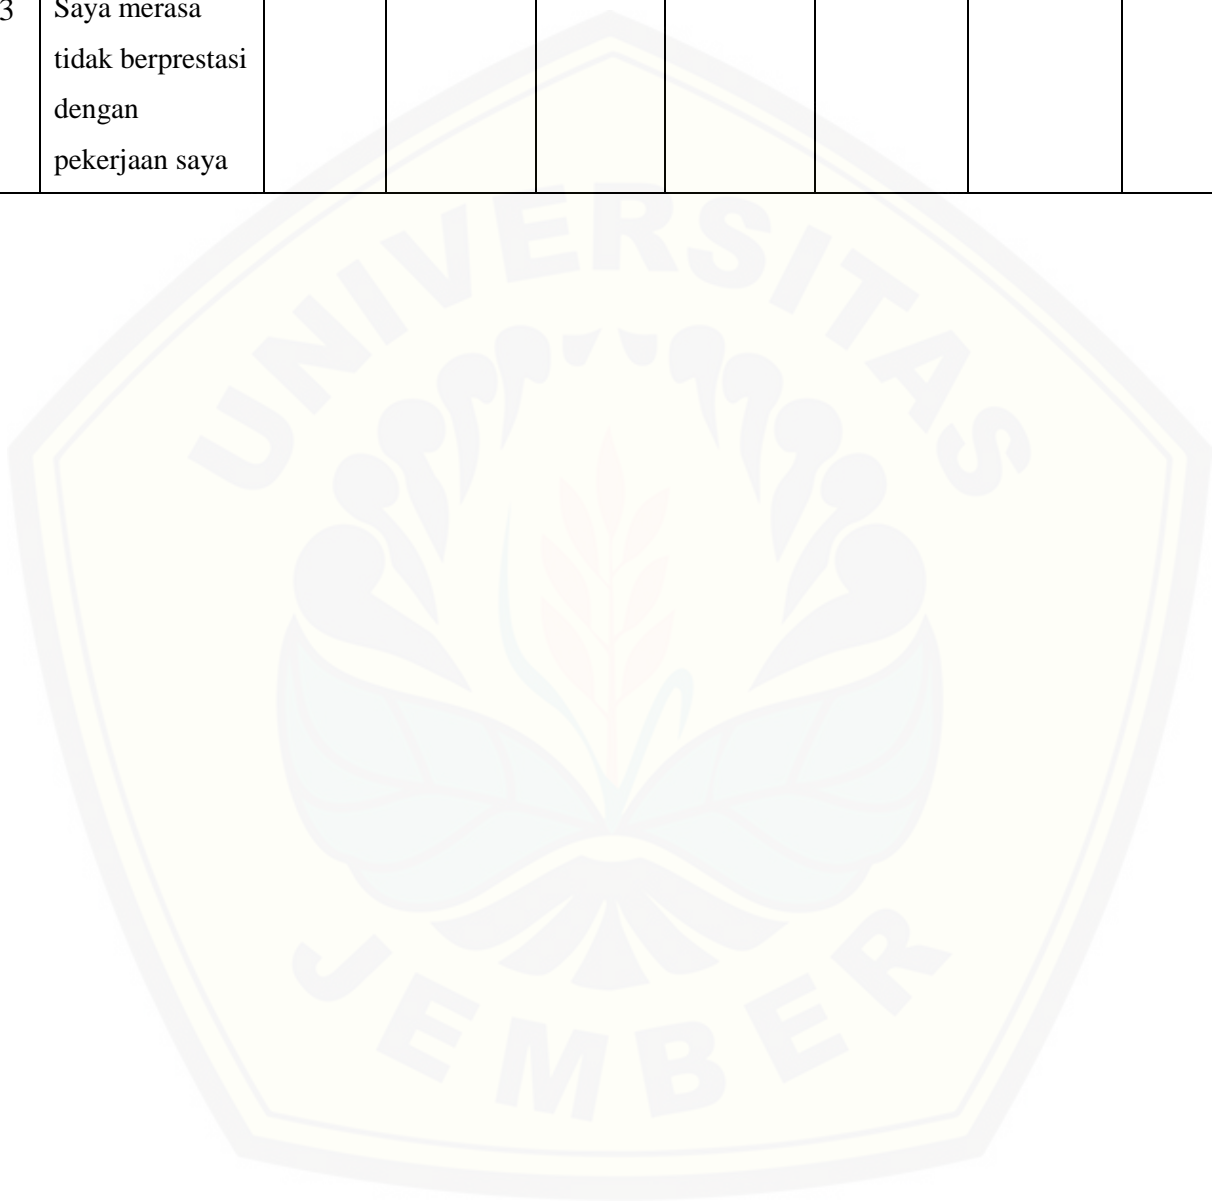 3
Saya merasa
tidak berprestasi
dengan
pekerjaan saya
UNIVERSITAS
JEMBER